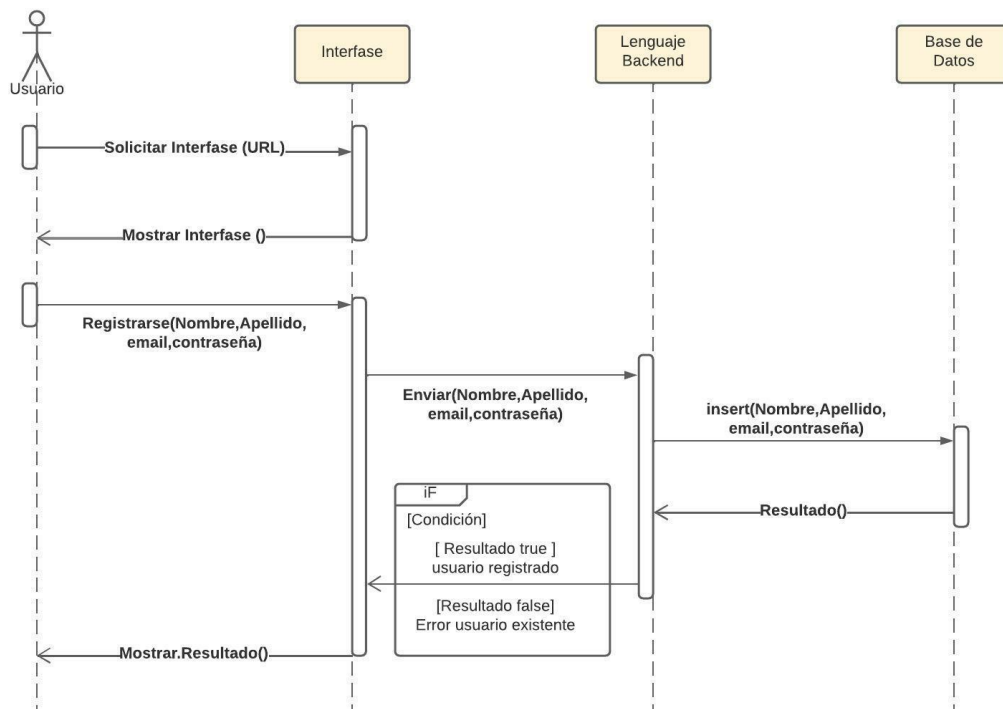 Usuario
Interfase
Lenguaje
Backend
Base de
Datos
Solicitar Interfase (URL)
Mostrar Interfase ()
Registrarse(Nombre,Apellido,
email,contraseña)
Enviar(Nombre,Apellido,
email,contraseña)
insert(Nombre,Apellido,
email,contraseña)
iF
[Condición]
Resultado()
[ Resultado true ]
usuario registrado
[Resultado false]
Error usuario existente
Mostrar.Resultado()